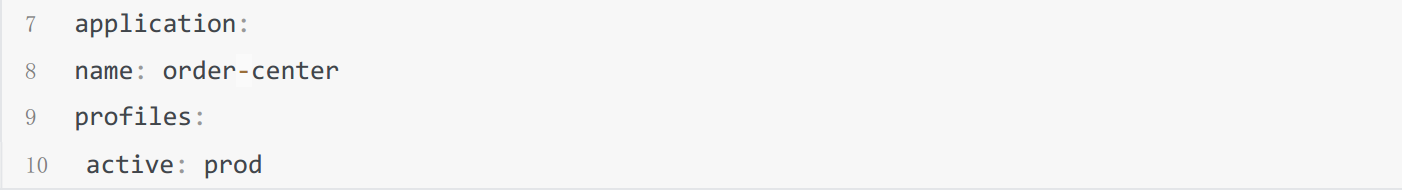 7 application:
8 name: order-center
9 profiles:
10 active: prod